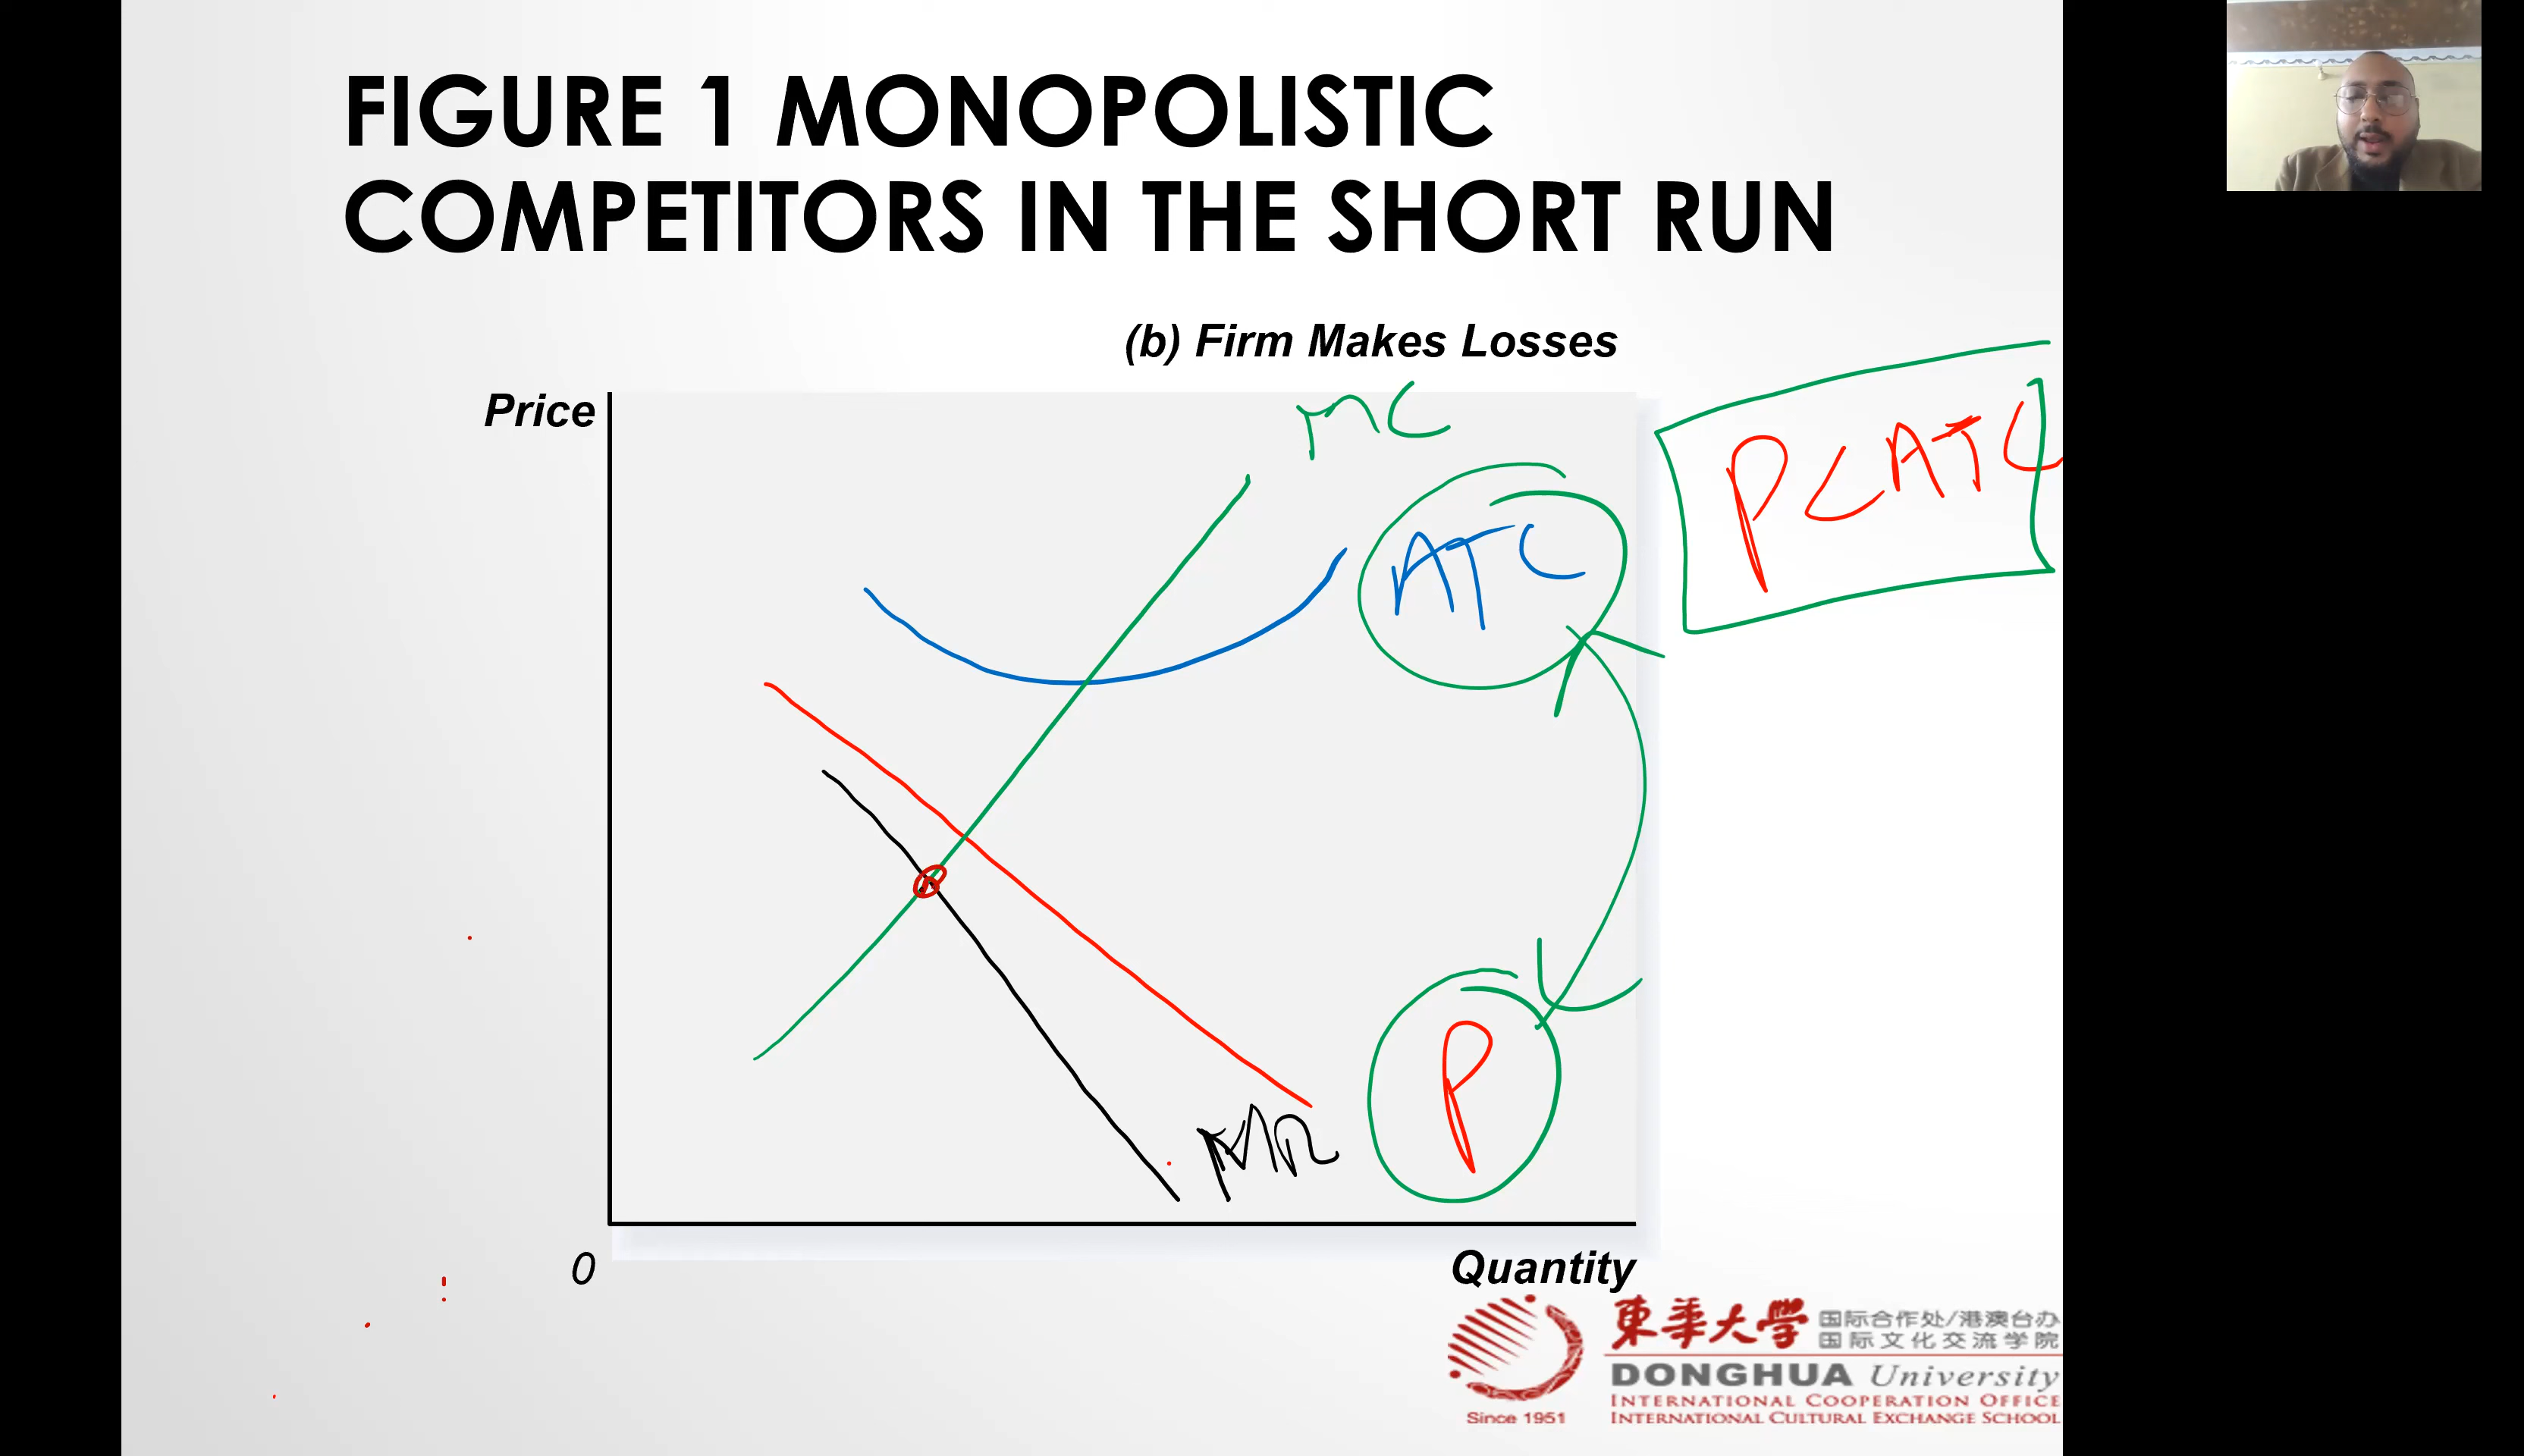 FIGURE 1 MONOPOLISTIC
COMPETITORS IN THE SHORT RUN
(b) Firm Makes Losses
Price
MC
P<ATC
ATC
P
MR
0
Quantity
東華大學
国际合作处/港澳台办
国际文化交流学院
DONGHUA University
INTERNATIONAL COOPERATION OFFICE
INTERNATIONAL CULTURAL EXCHANGE SCHOOL
Since 1951